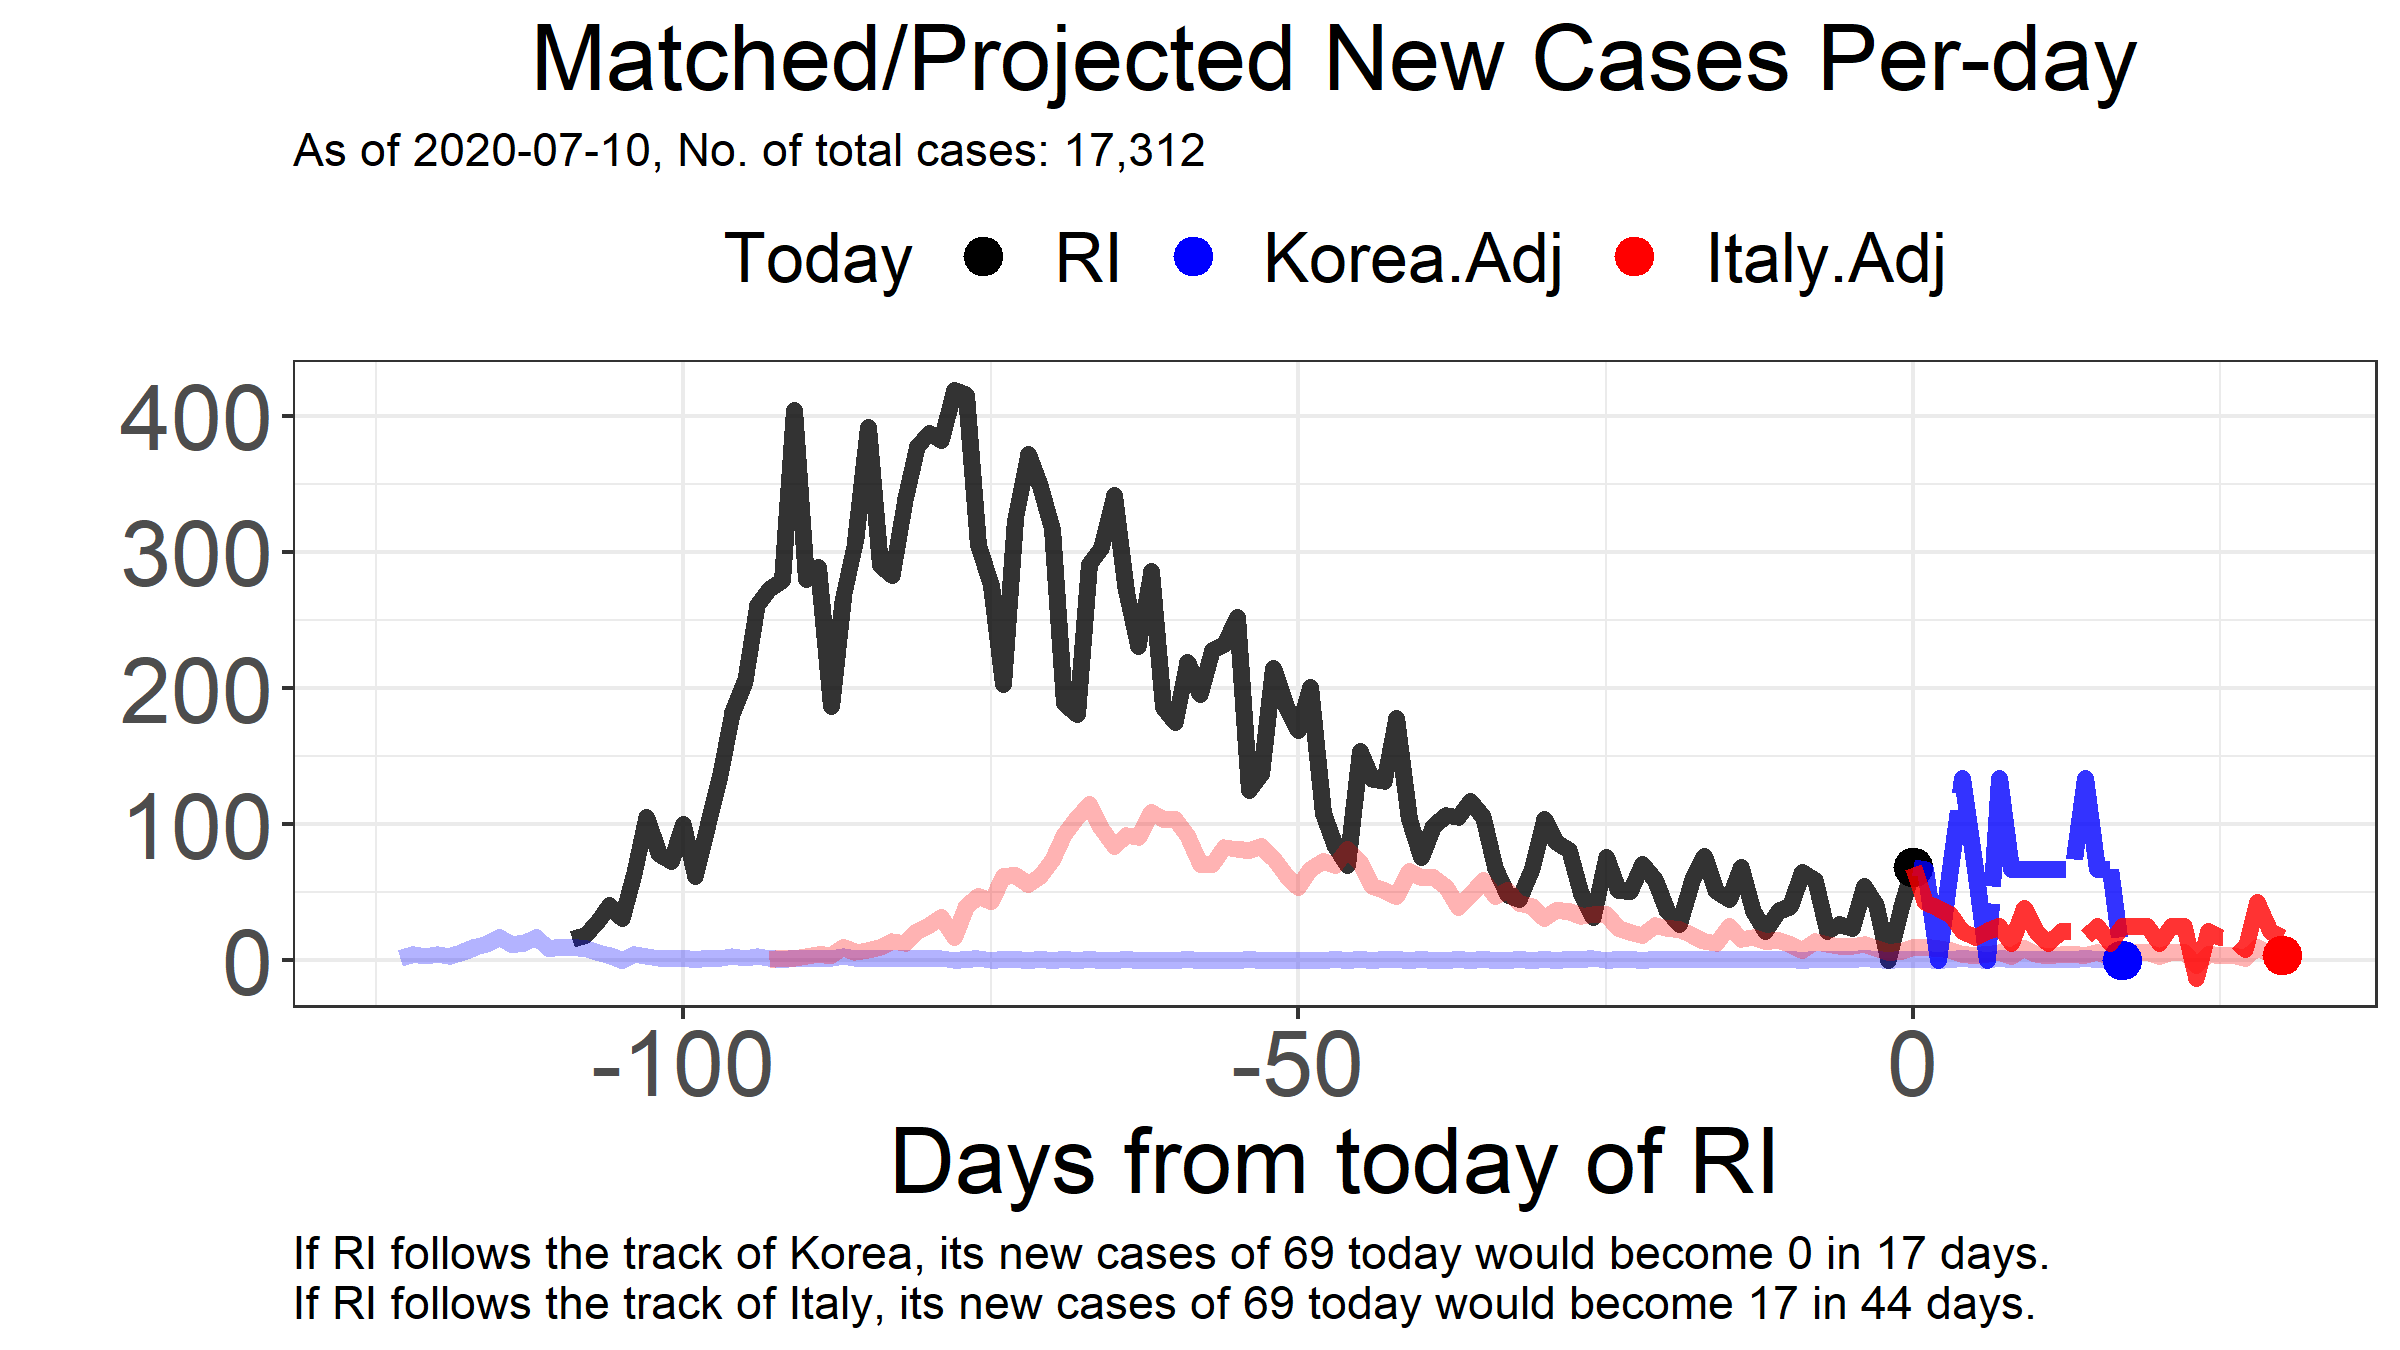 Matched/Projected New Cases Per-day
As of 2020-07-10, No. of total cases: 17,312
Today RI Korea.Adj Italy.Adj
400
300
200
100
0
-100 -50 0
Days from today of RI
If RI follows the track of Korea, its new cases of 69 today would become 0 in 17 days.
If RI follows the track of Italy, its new cases of 69 today would become 17 in 44 days.